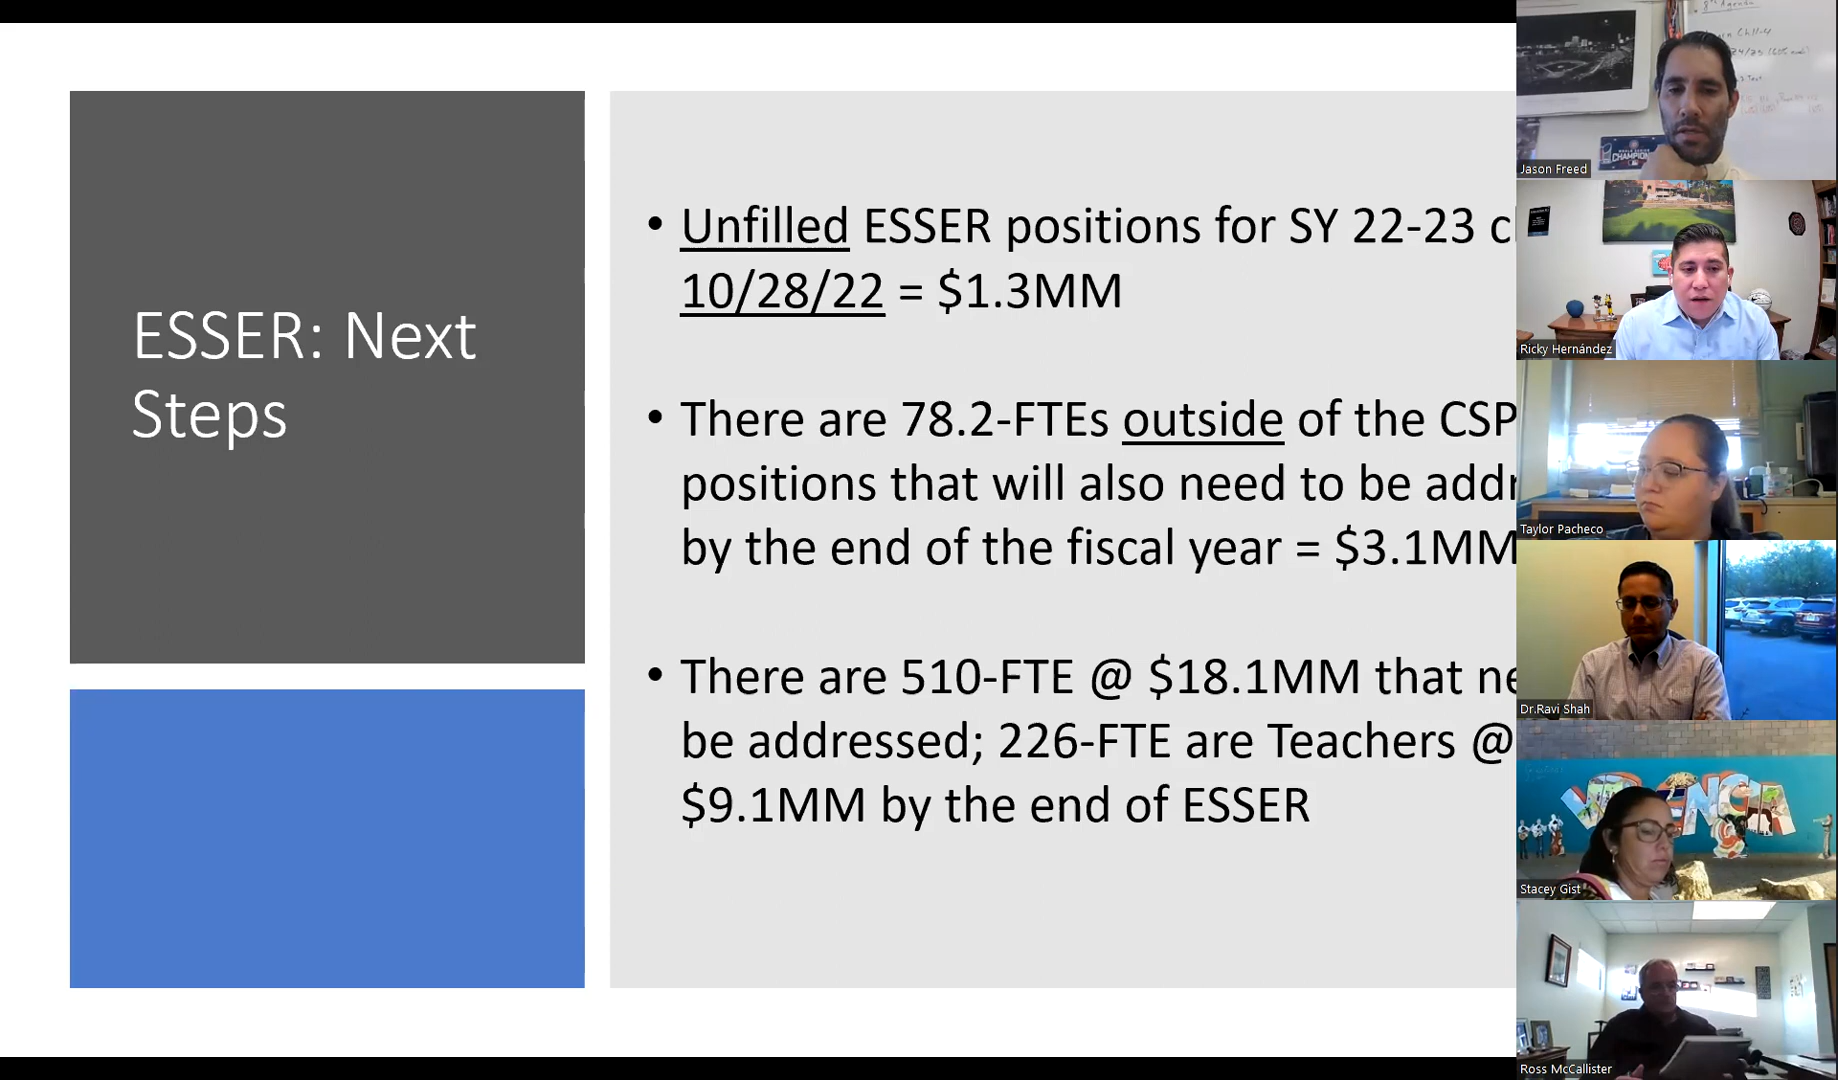 ESSER: Next
Steps
• Unfilled ESSER positions for SY 22-23
10/28/22 = $1.3MM
• There are 78.2-FTEs outside of the CSP
positions that will also need to be
by the end of the fiscal year = $3.1MM
• There are 510-FTE @ $18.1MM that
be addressed; 226-FTE are Teachers @
$9.1MM by the end of ESSER
Jason Freed
Ricky Hernández
Taylor Pacheco
Dr.Ravi Shah
Stacey Gist
Ross McCallister